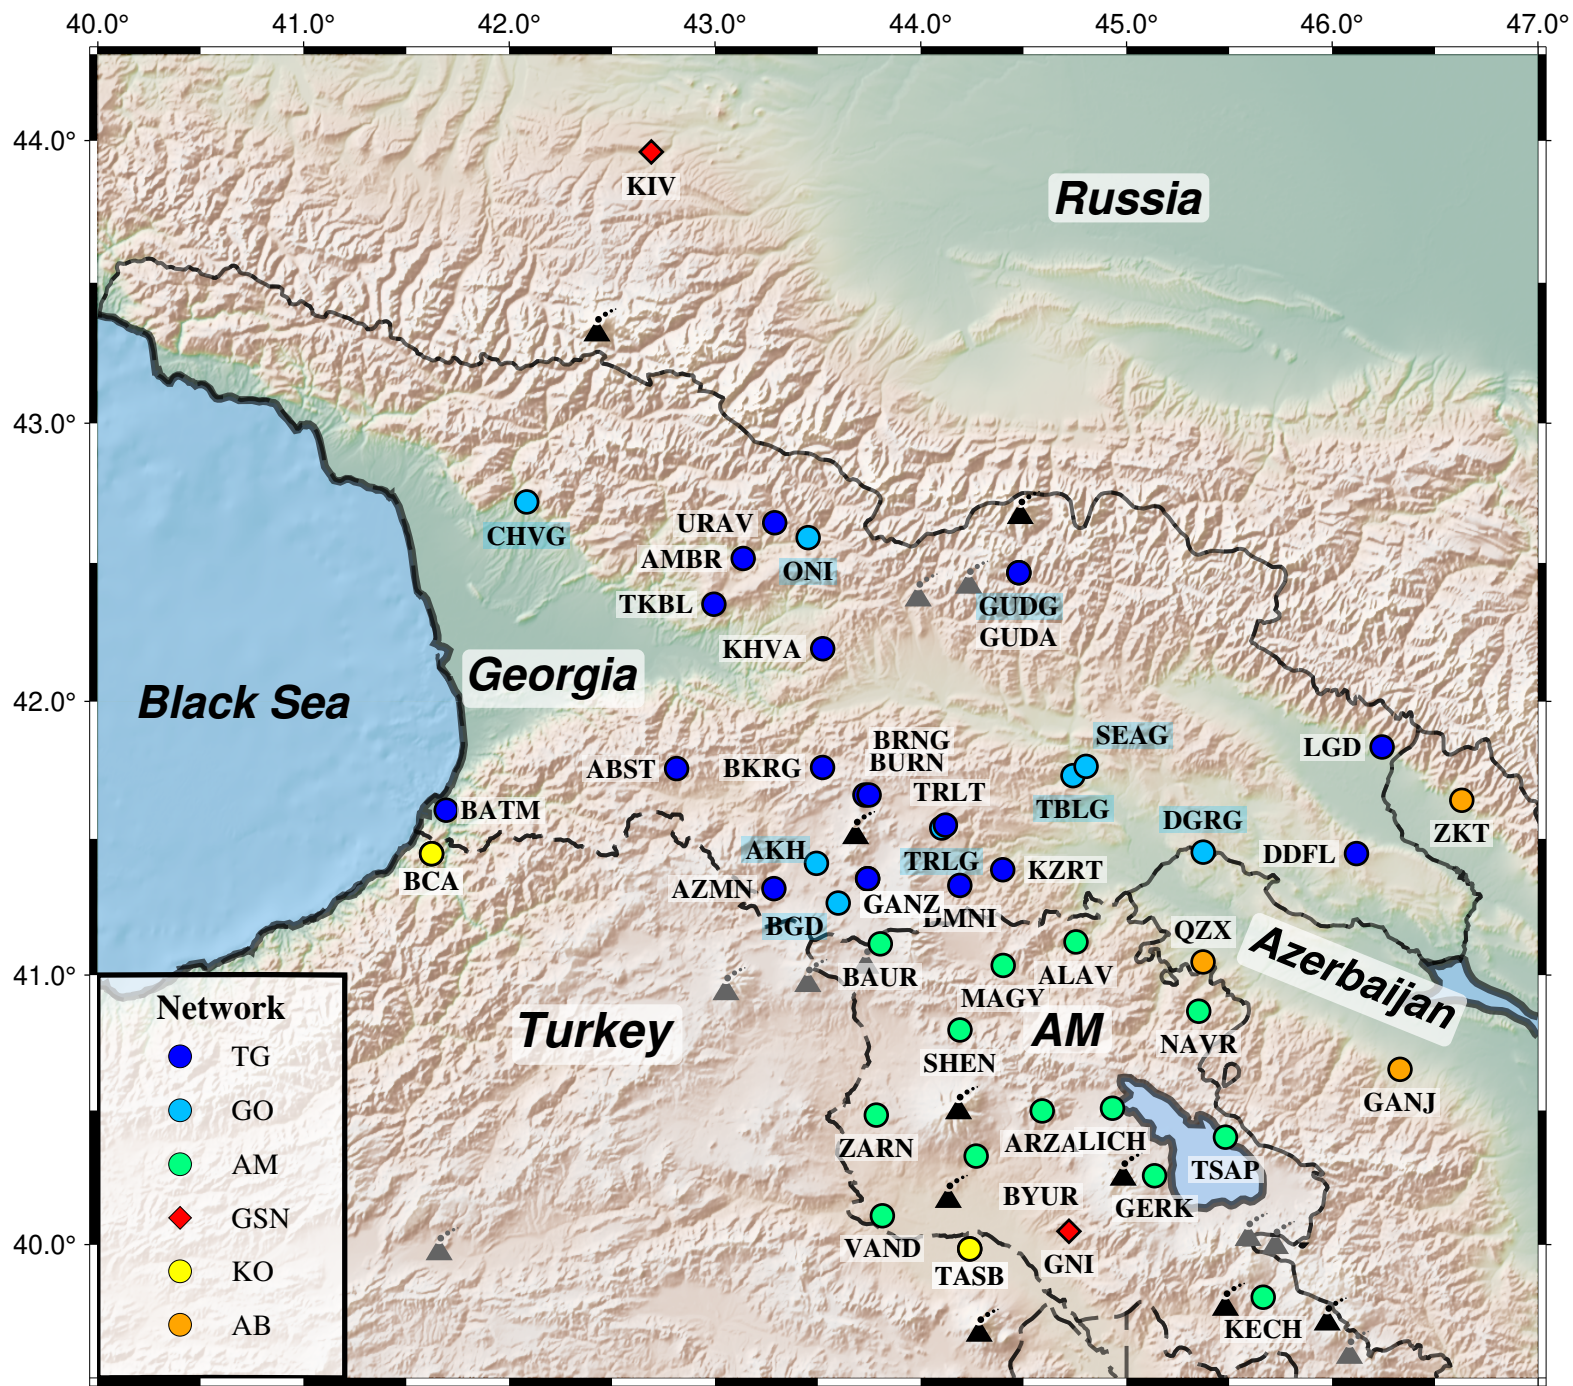 40.0° 41.0° 42.0° 43.0° 44.0° 45.0° 46.0° 47.0°
44.0°
KIV
Russia
43.0°
CHVG
URAV
AMBR
ONI
TKBL
GUDG
GUDA
KHVA
Georgia
42.0°
Black Sea
BRNG
BURN
SEAG
LGD
ABST
BKRG
TRLT
TBLG
BATM
DGRG
ZKT
AKH
TRLG
DDFL
BCA
AZMN
KZRT
GANZ
DMNI
BGD
QZX
41.0°
BAUR
ALAV
Azerbaijan
MAGY
Turkey
AM
SHEN
NAVR
GANJ
ZARN
ARZA
LICH
TSAP
BYUR
GERK
40.0°
VAND
GNI
TASB
KECH
Network
TG
GO
AM
GSN
KO
AB